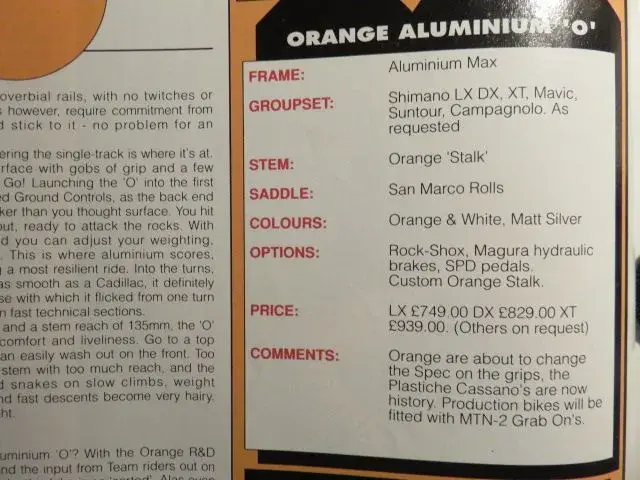 overbial rails, with no twitches or
s however, require commitment from
d stick to it - no problem for an
ering the single-track is where it's at.
rface with gobs of grip and a few
Go! Launching the 'O' into the first
ed Ground Controls, as the back end
ker than you thought surface. You hit
out, ready to attack the rocks. With
d you can adjust your weighting,
This is where aluminium scores,
g a most resilient ride. Into the turns,
as smooth as a Cadillac, it definitely
se with which it flicked from one turn
n fast technical sections.
and a stem reach of 135mm, the 'O'
comfort and liveliness. Go to a top
an easily wash out on the front. Too
stem with too much reach, and the
d snakes on slow climbs, weight
nd fast descents become very hairy.
ht.
uminium 'O'? With the Orange R&D
nd the input from Team riders out on
ORANGE ALUMINIUM 'O'
FRAME: Aluminium Max
GROUPSET: Shimano LX DX, XT, Mavic,
Suntour, Campagnolo. As
requested
STEM: Orange 'Stalk'
SADDLE: San Marco Rolls
COLOURS: Orange & White, Matt Silver
OPTIONS: Rock-Shox, Magura hydraulic
brakes, SPD pedals.
Custom Orange Stalk.
PRICE: LX £749.00 DX £829.00 XT
£939.00. (Others on request)
COMMENTS: Orange are about to change
the Spec on the grips, the
Plastiche Cassano's are now
history. Production bikes will be
fitted with MTN-2 Grab On's.